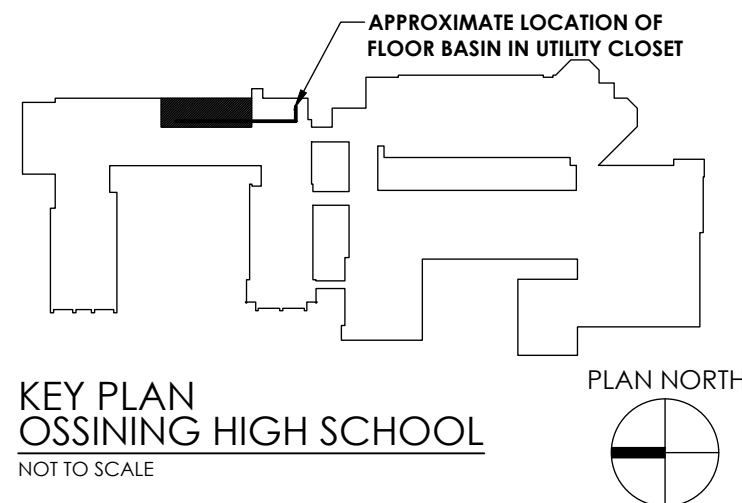 APPROXIMATE LOCATION OF
FLOOR BASIN IN UTILITY CLOSET
KEY PLAN
OSSINING HIGH SCHOOL
NOT TO SCALE
PLAN NORTH